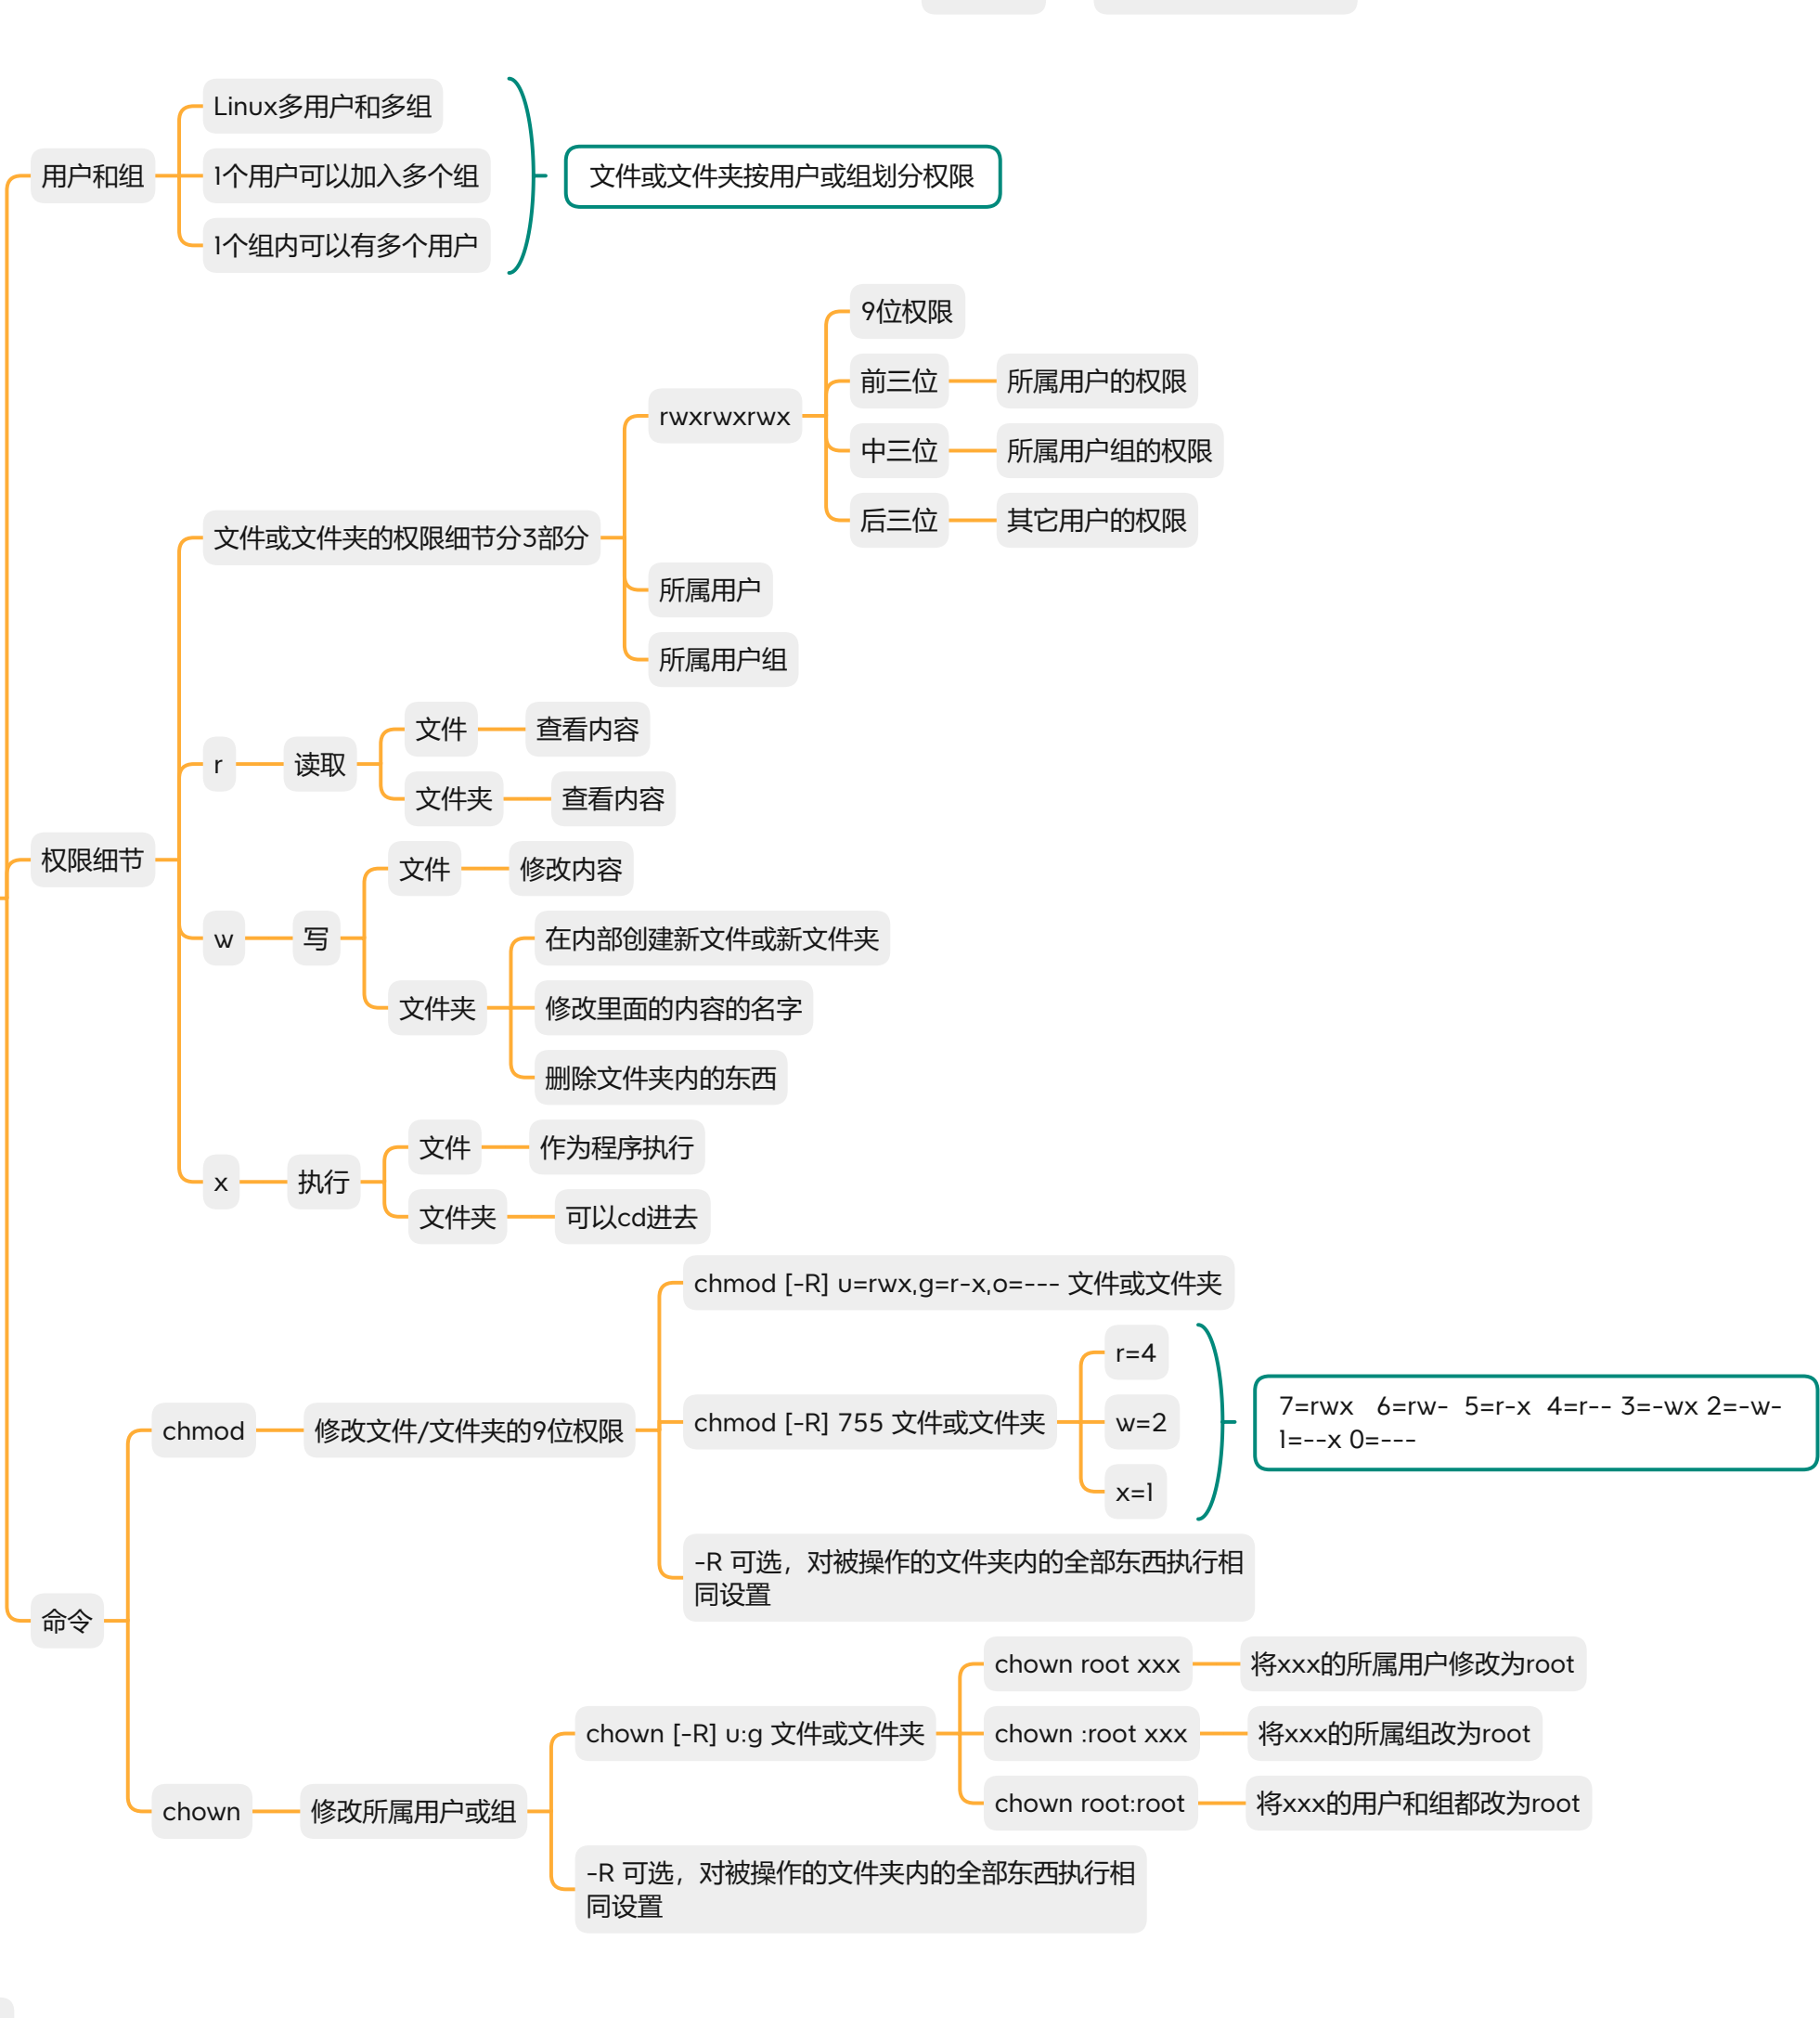 用户和组
Linux多用户和多组
1个用户可以加入多个组
1个组内可以有多个用户
文件或文件夹按用户或组划分权限
权限细节
文件或文件夹的权限细节分3部分
rwxrwxrwx
9位权限
前三位
所属用户的权限
中三位
所属用户组的权限
后三位
其它用户的权限
所属用户
所属用户组
r
读取
文件
查看内容
文件夹
查看内容
w
写
文件
修改内容
文件夹
在内部创建新文件或新文件夹
修改里面的内容的名字
删除文件夹内的东西
x
执行
文件
作为程序执行
文件夹
可以cd进去
命令
chmod
修改文件/文件夹的9位权限
chmod [-R] u=rwx,g=r-x,o=--- 文件或文件夹
chmod [-R] 755 文件或文件夹
r=4
w=2
x=1
7=rwx   6=rw-  5=r-x  4=r-- 3=-wx 2=-w-
1=--x 0=---
-R 可选，对被操作的文件夹内的全部东西执行相
同设置
chown
修改所属用户或组
chown [-R] u:g 文件或文件夹
chown root xxx
将xxx的所属用户修改为root
chown :root xxx
将xxx的所属组改为root
chown root:root
将xxx的用户和组都改为root
-R 可选，对被操作的文件夹内的全部东西执行相
同设置